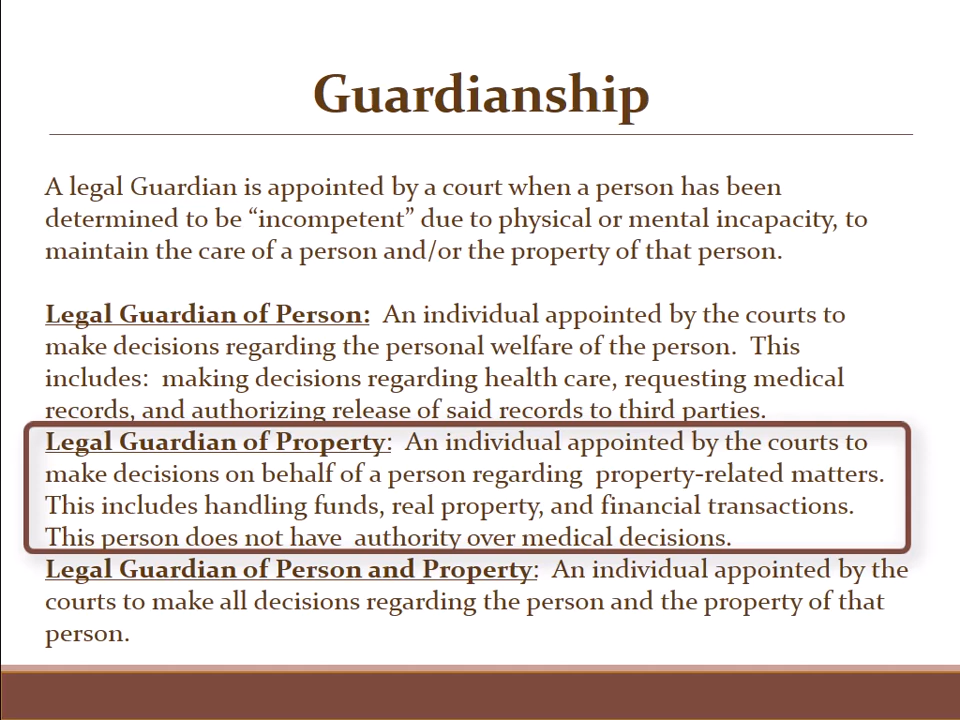 Guardianship
A legal Guardian is appointed by a court when a person has been
determined to be “incompetent” due to physical or mental incapacity, to
maintain the care of a person and/or the property of that person.
Legal Guardian of Person:  An individual appointed by the courts to
make decisions regarding the personal welfare of the person.  This
includes:  making decisions regarding health care, requesting medical
records, and authorizing release of said records to third parties.
Legal Guardian of Property:  An individual appointed by the courts to
make decisions on behalf of a person regarding  property-related matters.
This includes handling funds, real property, and financial transactions.
This person does not have  authority over medical decisions.
Legal Guardian of Person and Property:  An individual appointed by the
courts to make all decisions regarding the person and the property of that
person.